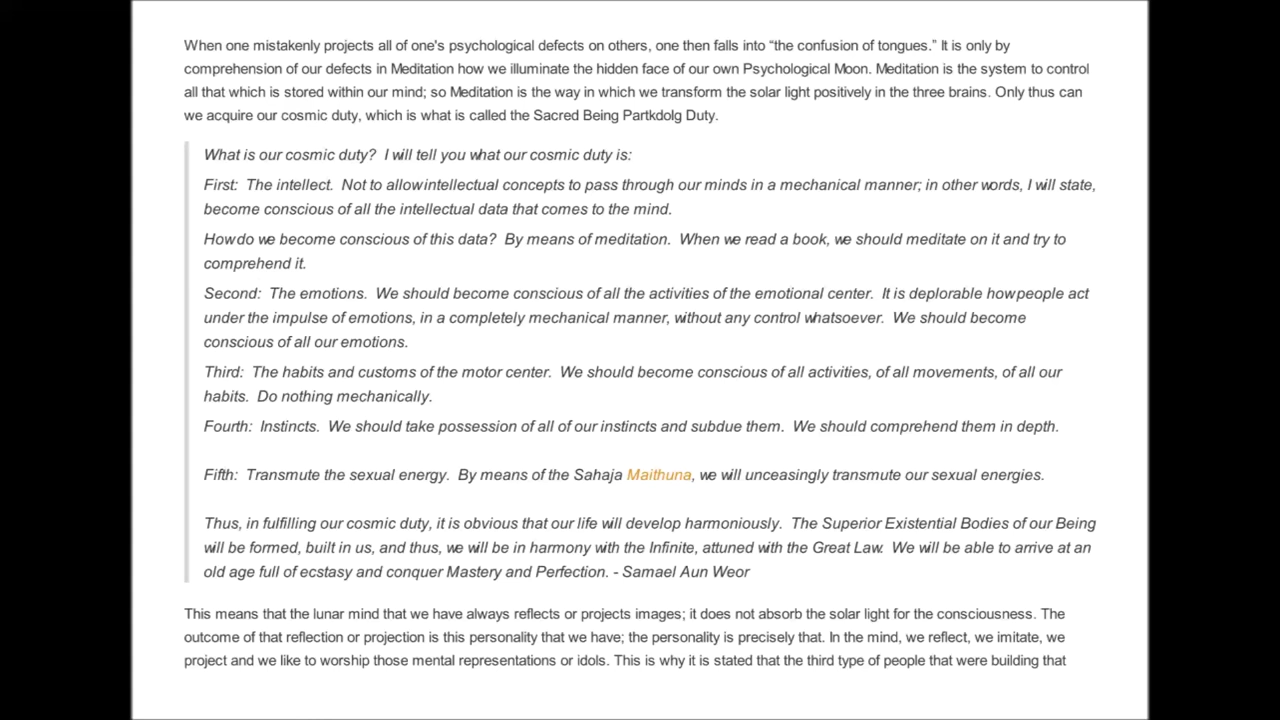 When one mistakenly projects all of one's psychological defects on others, one then falls into “the confusion of tongues.” It is only by
comprehension of our defects in Meditation how we illuminate the hidden face of our own Psychological Moon. Meditation is the system to control
all that which is stored within our mind; so Meditation is the way in which we transform the solar light positively in the three brains. Only thus can
we acquire our cosmic duty, which is what is called the Sacred Being Partkdolg Duty.
What is our cosmic duty? I will tell you what our cosmic duty is:
First: The intellect. Not to allow intellectual concepts to pass through our minds in a mechanical manner; in other words, I will state,
become conscious of all the intellectual data that comes to the mind.
How do we become conscious of this data? By means of meditation. When we read a book, we should meditate on it and try to
comprehend it.
Second: The emotions. We should become conscious of all the activities of the emotional center. It is deplorable how people act
under the impulse of emotions, in a completely mechanical manner, without any control whatsoever. We should become
conscious of all our emotions.
Third: The habits and customs of the motor center. We should become conscious of all activities, of all movements, of all our
habits. Do nothing mechanically.
Fourth: Instincts. We should take possession of all of our instincts and subdue them. We should comprehend them in depth.
Fifth: Transmute the sexual energy. By means of the Sahaja Maithuna, we will unceasingly transmute our sexual energies.
Thus, in fulfilling our cosmic duty, it is obvious that our life will develop harmoniously. The Superior Existential Bodies of our Being
will be formed, built in us, and thus, we will be in harmony with the Infinite, attuned with the Great Law. We will be able to arrive at an
old age full of ecstasy and conquer Mastery and Perfection. - Samael Aun Weor
This means that the lunar mind that we have always reflects or projects images; it does not absorb the solar light for the consciousness. The
outcome of that reflection or projection is this personality that we have; the personality is precisely that. In the mind, we reflect, we imitate, we
project and we like to worship those mental representations or idols. This is why it is stated that the third type of people that were building that